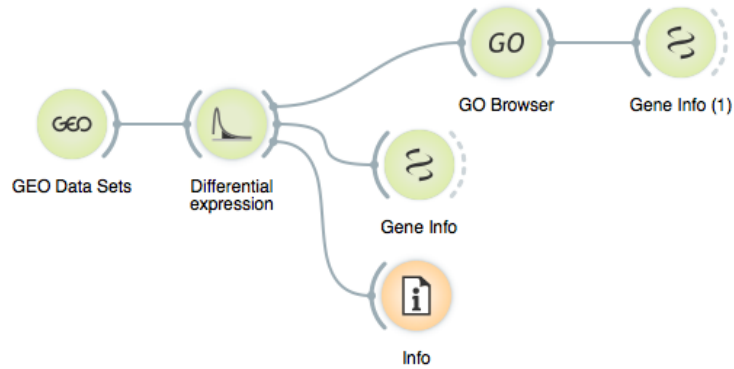 GO
GO Browser
Gene Info (1)
GEO
GEO Data Sets
Differential
expression
Gene Info
i
Info